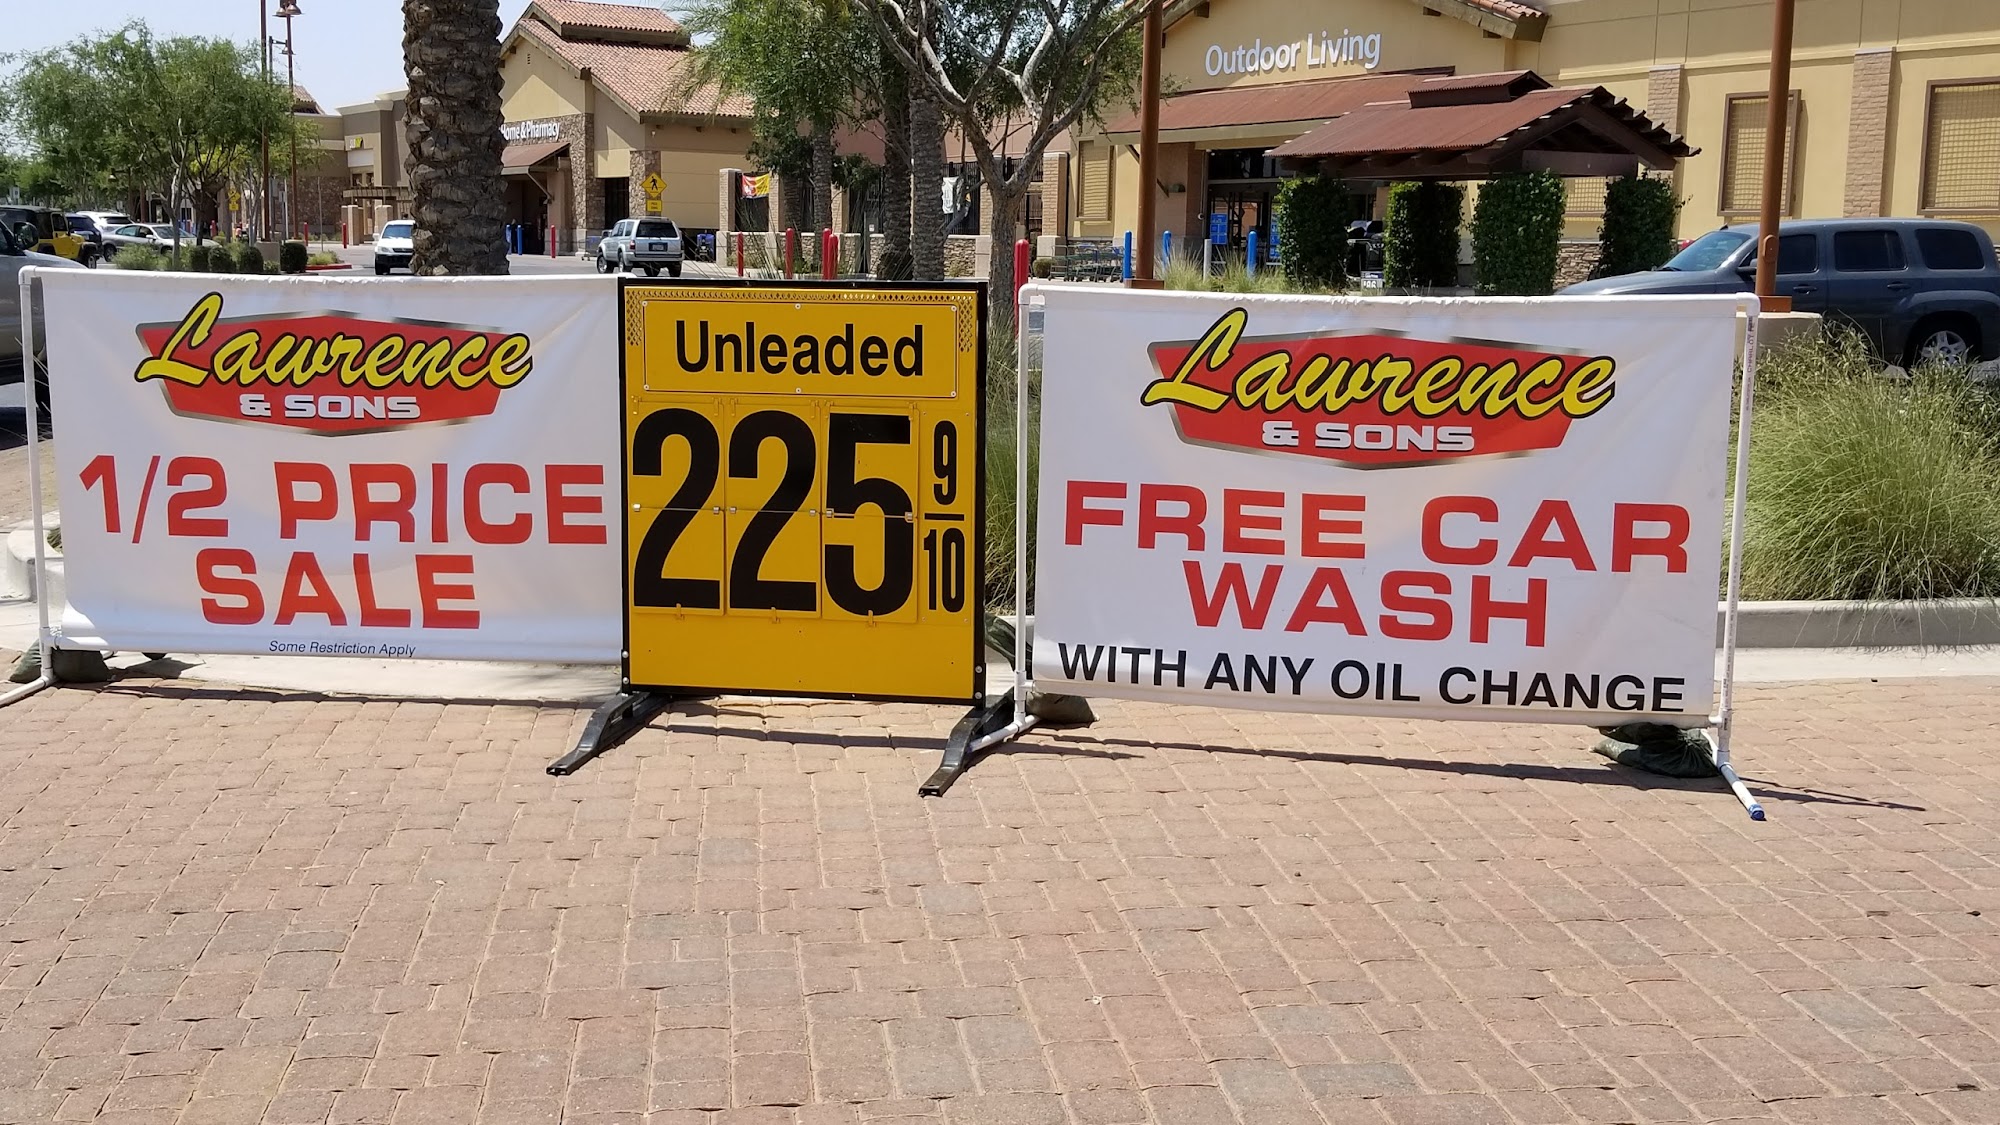 Outdoor Living
Home & Pharmacy
Lawrence
& SONS
1/2 PRICE
SALE
Some Restriction Apply
Unleaded
225 9/10
Lawrence
& SONS
FREE CAR
WASH
WITH ANY OIL CHANGE